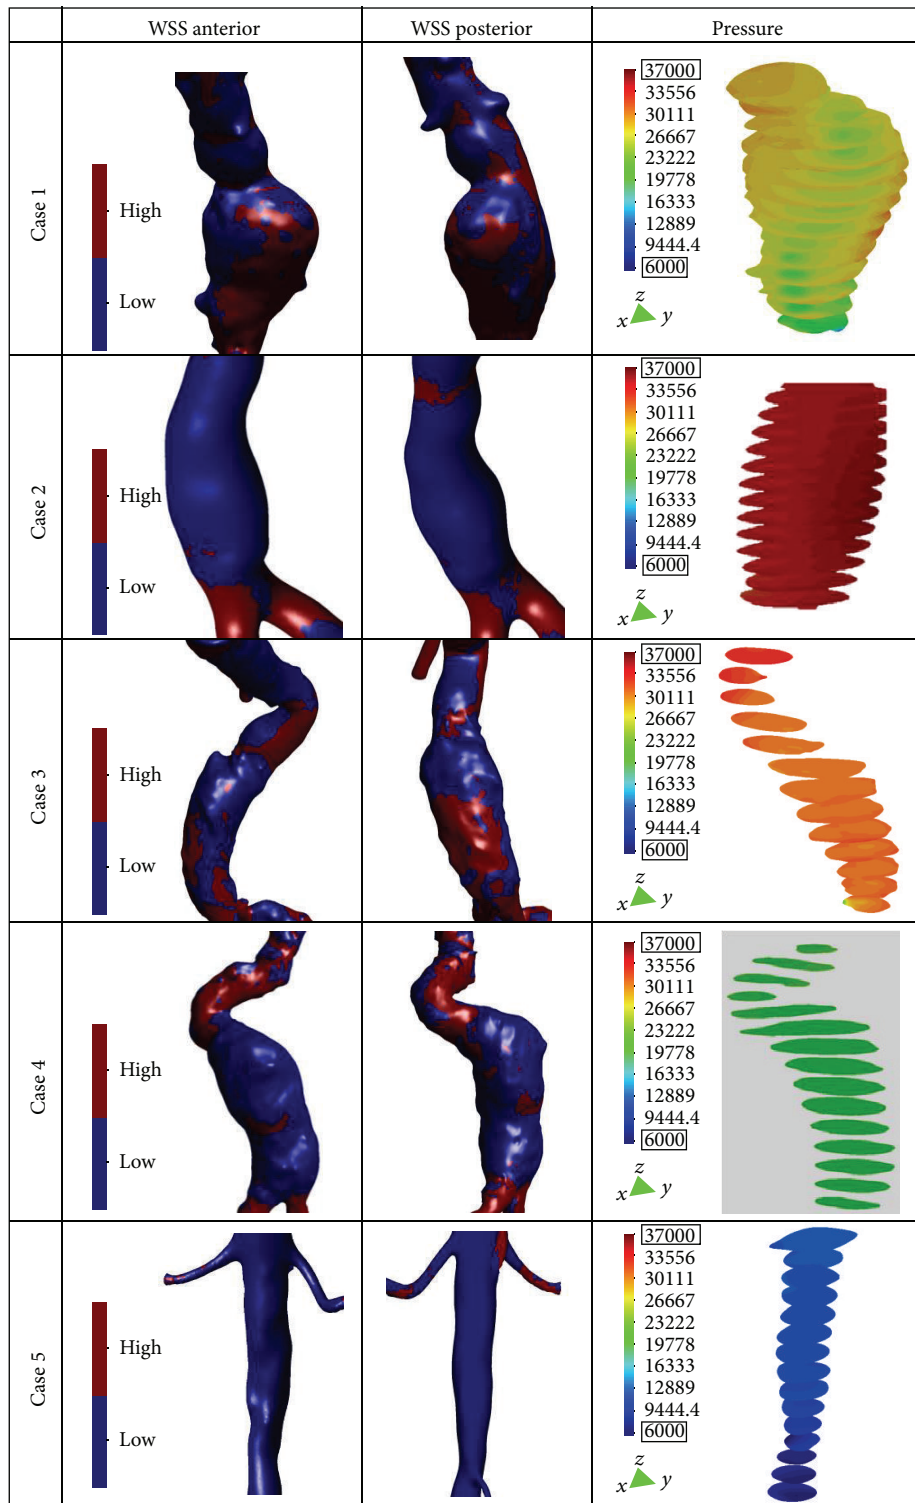 WSS anterior
WSS posterior
Pressure
Case 1
High
Low
37000
33556
30111
26667
23222
19778
16333
12889
9444.4
6000
z
x
y
Case 2
High
Low
37000
33556
30111
26667
23222
19778
16333
12889
9444.4
6000
z
x
y
Case 3
High
Low
37000
33556
30111
26667
23222
19778
16333
12889
9444.4
6000
z
x
y
Case 4
High
Low
37000
33556
30111
26667
23222
19778
16333
12889
9444.4
6000
z
x
y
Case 5
High
Low
37000
33556
30111
26667
23222
19778
16333
12889
9444.4
6000
z
x
y